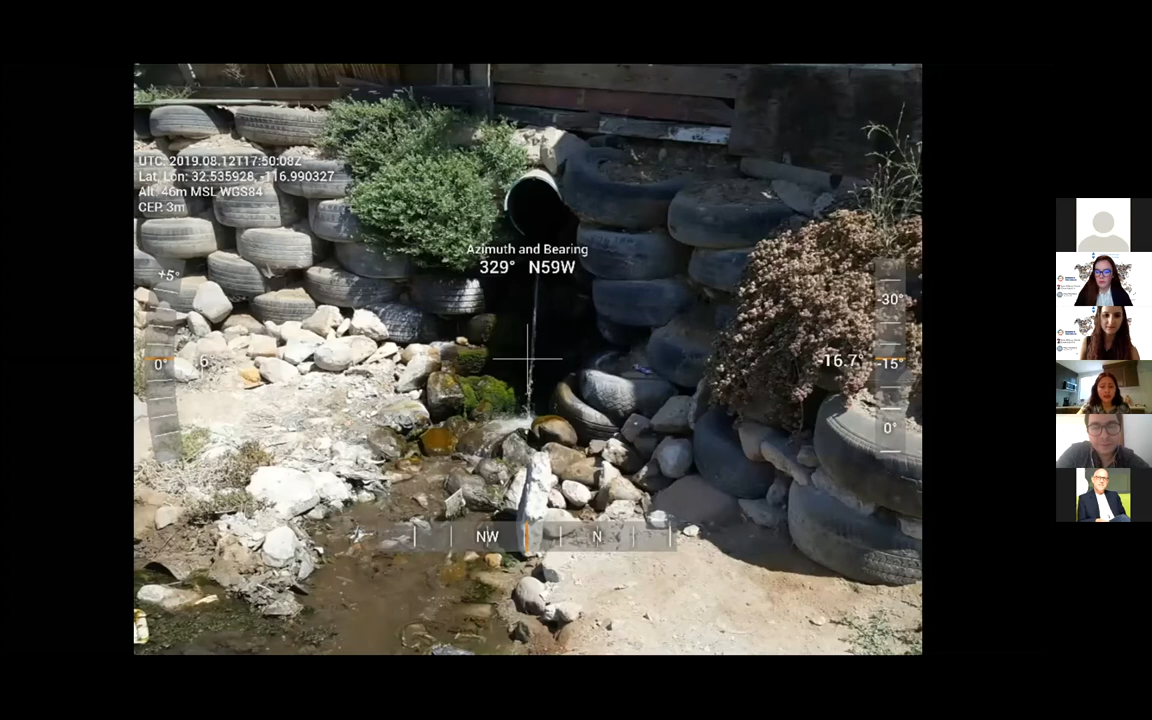 UTC: 2019.08.12T17:50:08Z
Lat, Lon: 32.535928, -116.990327
Alt: 46m MSL WGS84
CEP: 3m
Azimuth and Bearing
329° N59W
+5°
0°
.6
-30°
-16.7°
-15°
0°
NW
N